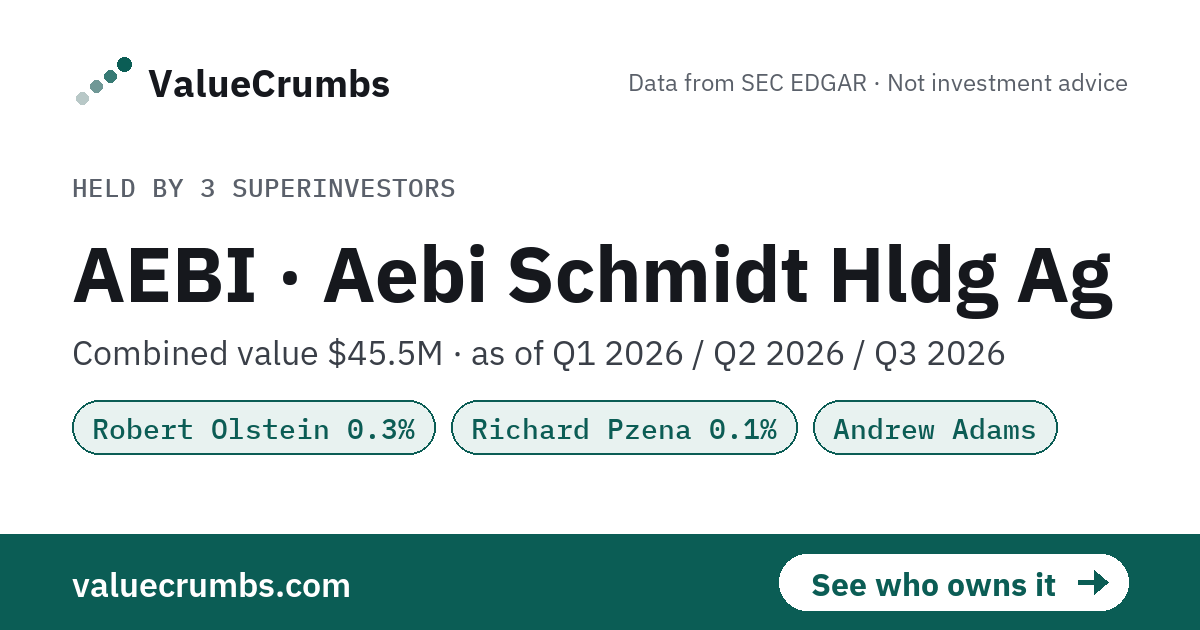 ValueCrumbs
Data from SEC EDGAR · Not investment advice
HELD BY 3 SUPERINVESTORS
AEBI · Aebi Schmidt Hldg Ag
Combined value $45.5M · as of Q1 2026 / Q2 2026 / Q3 2026
Robert Olstein 0.3%
Richard Pzena 0.1%
Andrew Adams
valuecrumbs.com
See who owns it →